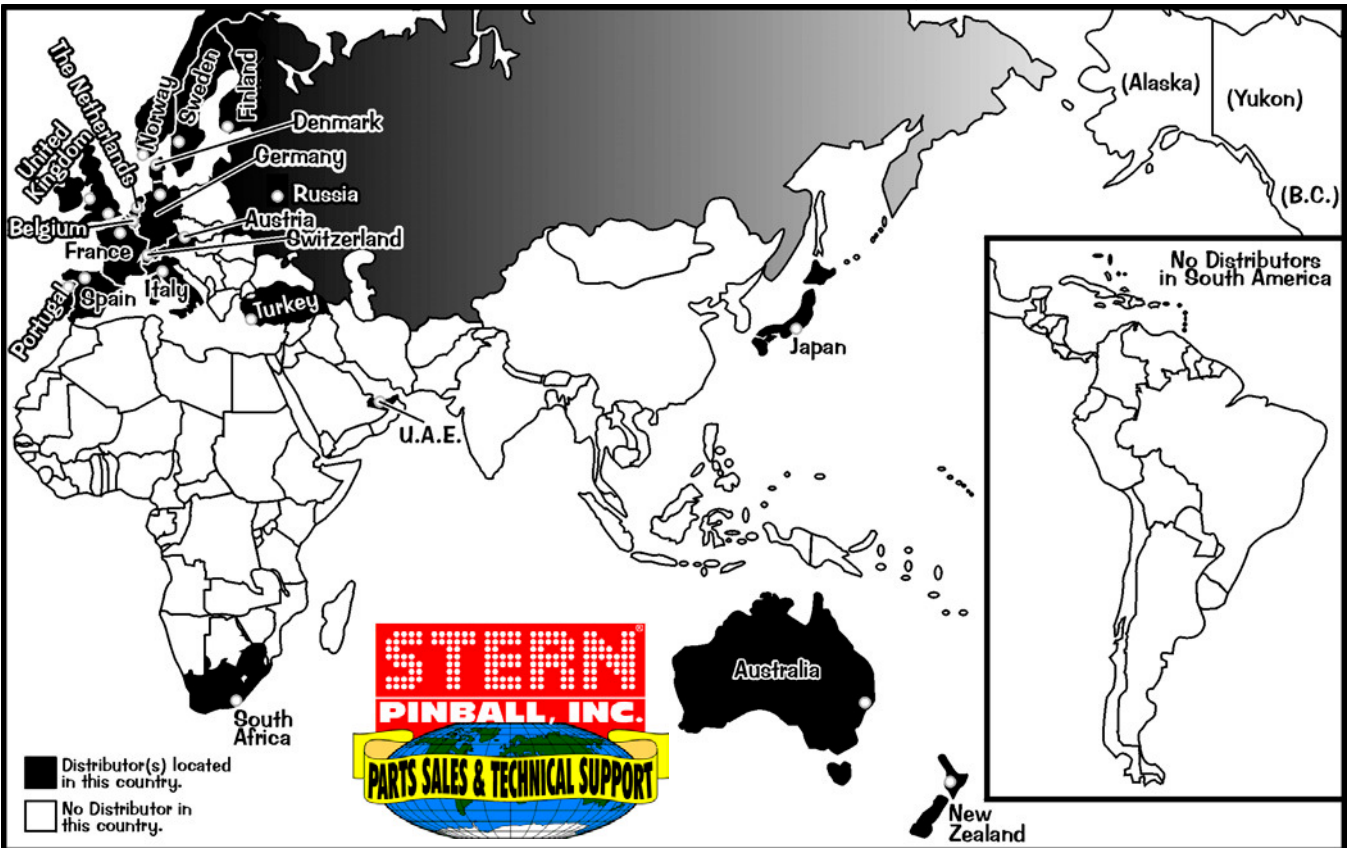 The Netherlands
Norway
Sweden
Finland
United
Kingdom
Denmark
Germany
Russia
Belgium
Austria
Switzerland
France
Portugal
Spain
Italy
Turkey
U.A.E.
Japan
(Alaska)
(Yukon)
(B.C.)
No Distributors
in South America
Australia
South
Africa
New
Zealand
STERN®
PINBALL, INC.
PARTS SALES & TECHNICAL SUPPORT
Distributor(s) located
in this country.
No Distributor in
this country.